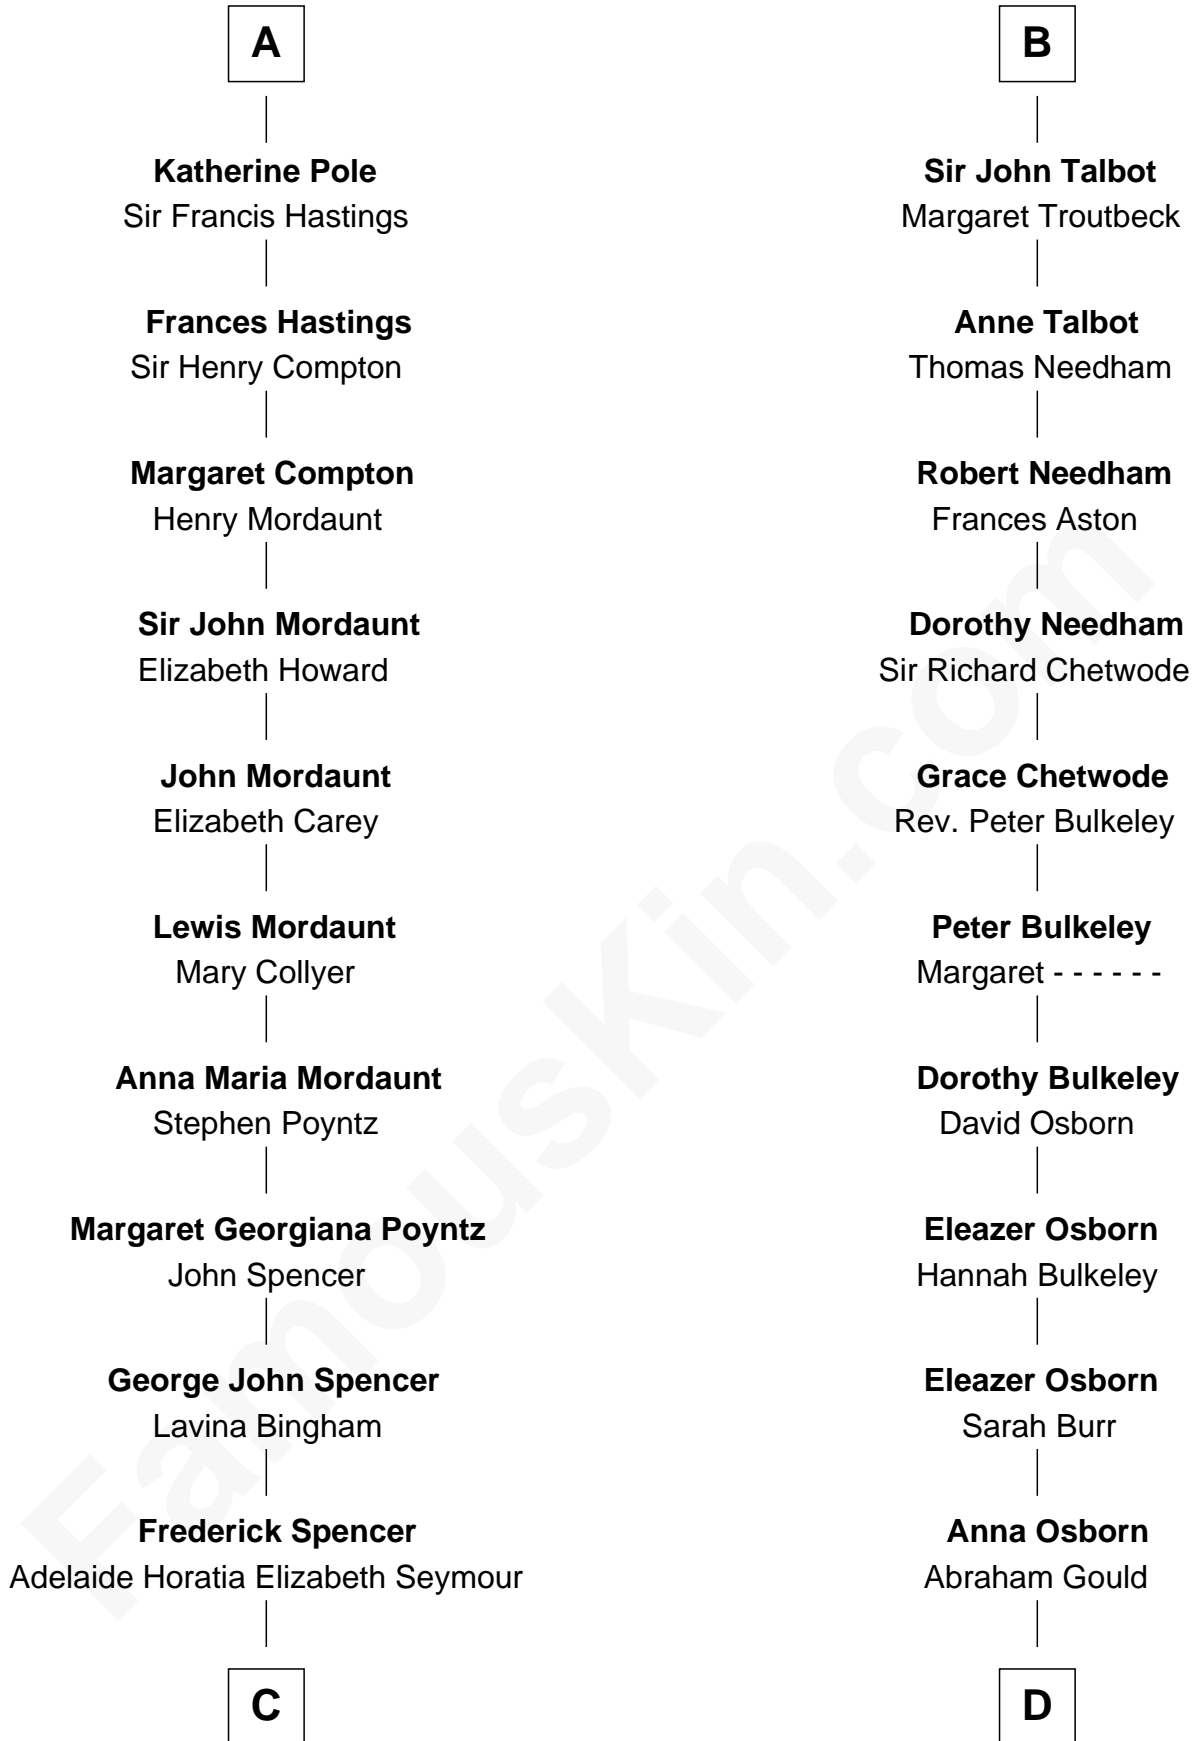 A
Katherine Pole
Sir Francis Hastings
Frances Hastings
Sir Henry Compton
Margaret Compton
Henry Mordaunt
Sir John Mordaunt
Elizabeth Howard
John Mordaunt
Elizabeth Carey
Lewis Mordaunt
Mary Collyer
Anna Maria Mordaunt
Stephen Poyntz
Margaret Georgiana Poyntz
John Spencer
George John Spencer
Lavina Bingham
Frederick Spencer
Adelaide Horatia Elizabeth Seymour
C
B
Sir John Talbot
Margaret Troutbeck
Anne Talbot
Thomas Needham
Robert Needham
Frances Aston
Dorothy Needham
Sir Richard Chetwode
Grace Chetwode
Rev. Peter Bulkeley
Peter Bulkeley
Margaret - - - - - -
Dorothy Bulkeley
David Osborn
Eleazer Osborn
Hannah Bulkeley
Eleazer Osborn
Sarah Burr
Anna Osborn
Abraham Gould
D
FamousKin.com